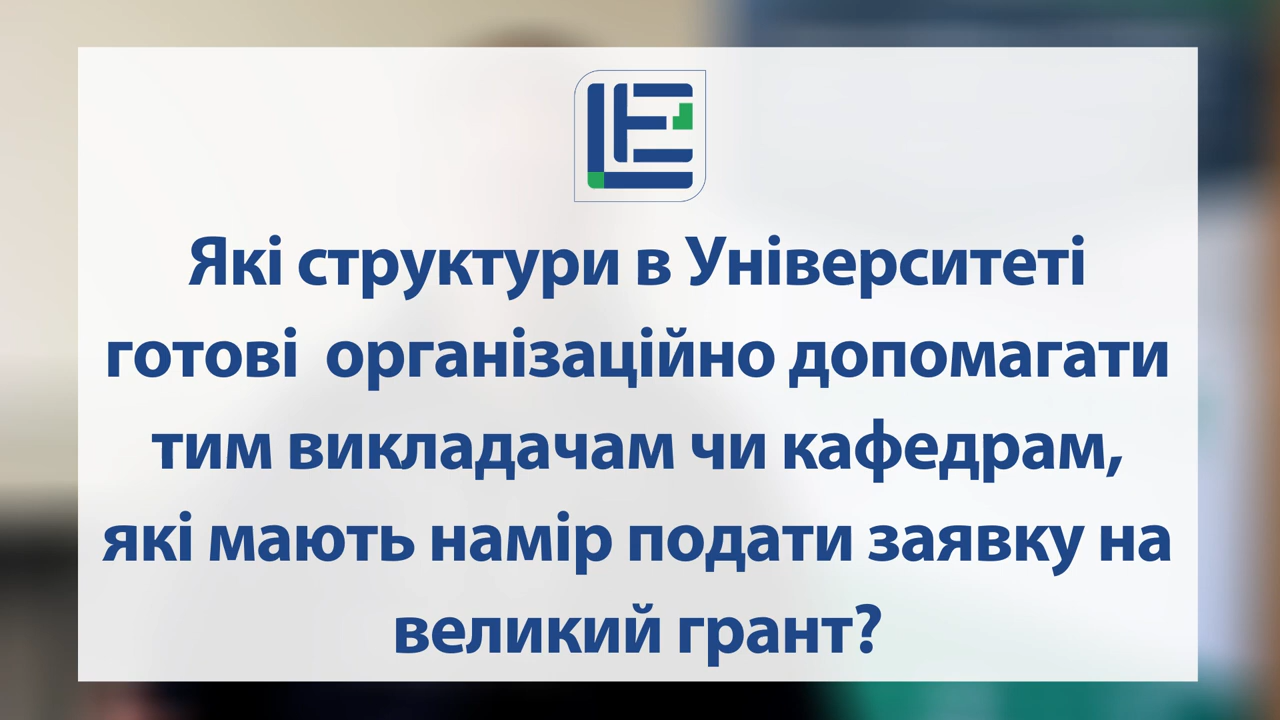 Які структури в Університеті
готові  організаційно допомагати
тим викладачам чи кафедрам,
які мають намір подати заявку на
великий грант?